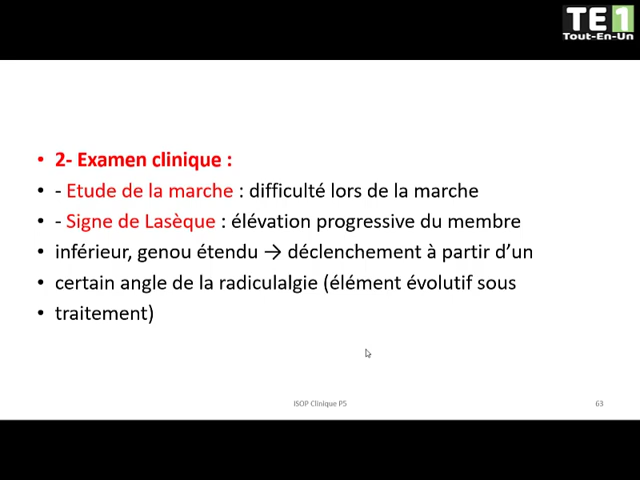 TE1
Tout-En-Un
• 2- Examen clinique :
• - Etude de la marche : difficulté lors de la marche
• - Signe de Lasèque : élévation progressive du membre
• inférieur, genou étendu → déclenchement à partir d'un
• certain angle de la radiculalgie (élément évolutif sous
• traitement)
ISOP Clinique P5
63